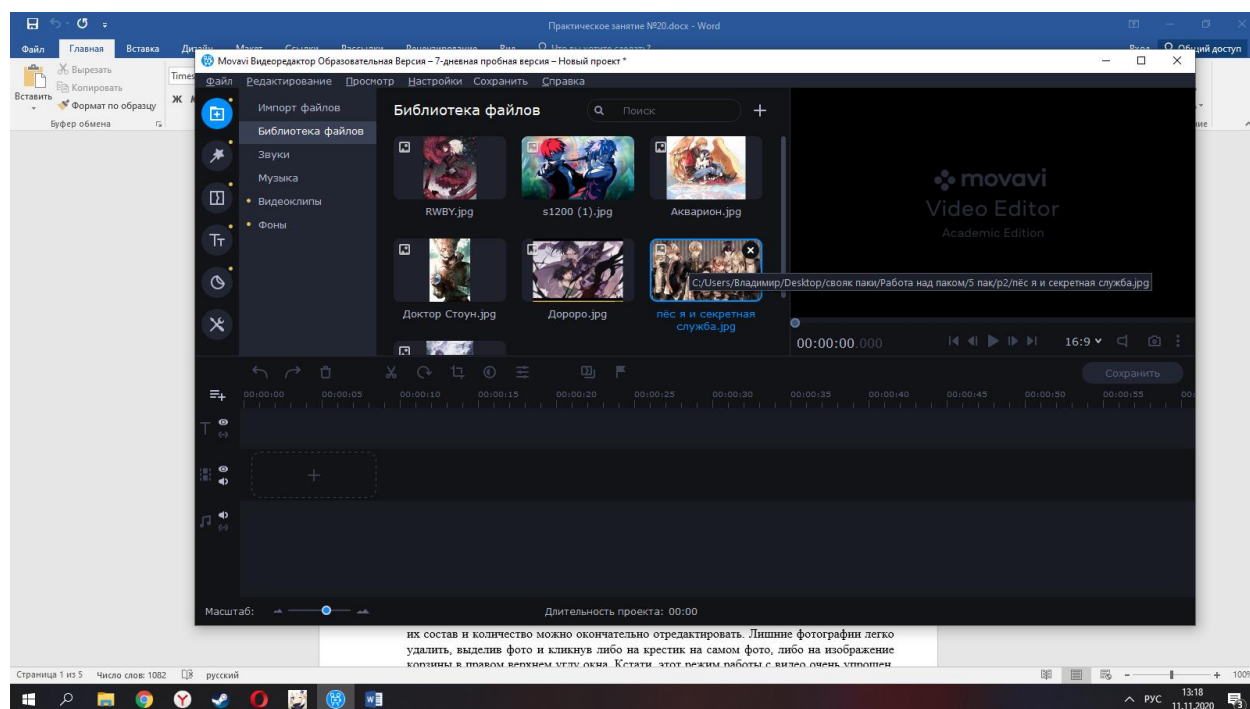 Практическое занятие №20.docx - Word
Файл Главная Вставка
Общий доступ
Вырезать
Копировать
Формат по образцу
Вставить
Буфер обмена
Movavi Видеоредактор Образовательная Версия – 7-дневная пробная версия – Новый проект *
Файл Редактирование Просмотр Настройки Сохранить Справка
Импорт файлов
Библиотека файлов
Звуки
Музыка
Видеоклипы
Фоны
Библиотека файлов
Поиск
RWBY.jpg
s1200 (1).jpg
Акварион.jpg
Доктор Стоун.jpg
Дороро.jpg
пёс я и секретная
служба.jpg
C:/Users/Владимир/Desktop/свояк паки/Работа над паком/5 пак/p2/пёс я и секретная служба.jpg
movavi
Video Editor
Academic Edition
00:00:00.000
16:9
Сохранить
00:00:00 00:00:05 00:00:10 00:00:15 00:00:20 00:00:25 00:00:30 00:00:35 00:00:40 00:00:45 00:00:50 00:00:55
Масштаб:
Длительность проекта: 00:00
их состав и количество можно окончательно отредактировать. Лишние фотографии легко
удалить, выделив фото и кликнув либо на крестик на самом фото, либо на изображение
корзины в правом верхнем углу окна. Кстати, этот режим работы с видео очень упрощен,
Страница 1 из 5 Число слов: 1082 русский
100%
РУС
13:18
11.11.2020